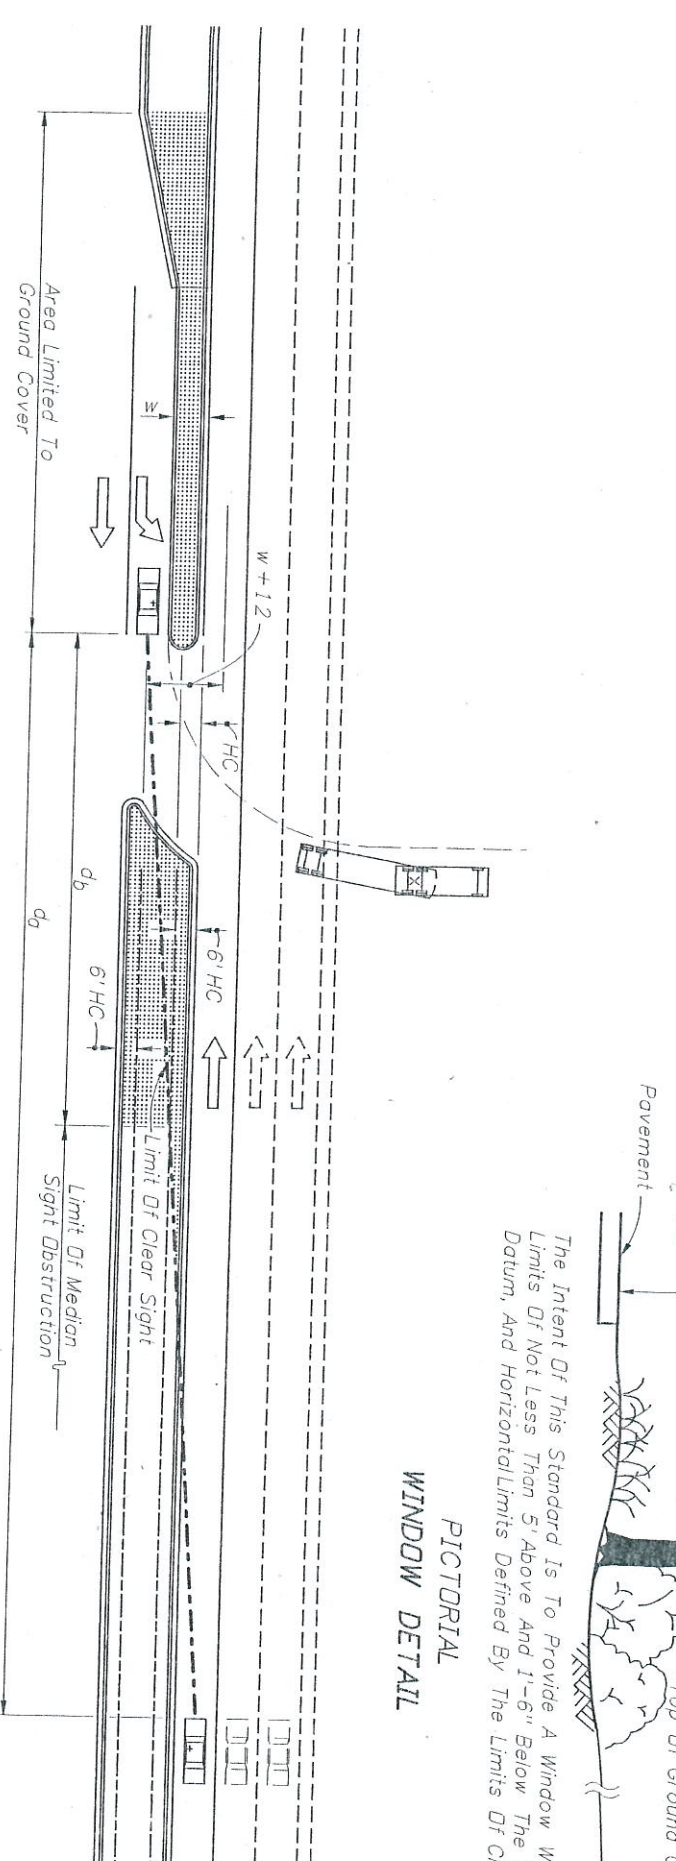 Pavement
The Intent Of This Standard Is To Provide A Window W
Limits Of Not Less Than 5' Above And 1'-6" Below The
Datum, And Horizontal Limits Defined By The Limits Of Cl
PICTORIAL
WINDOW DETAIL
w + 12
HC
6' HC
6' HC
w
Area Limited To
Ground Cover
db
da
Limit Of Clear Sight
Limit Of Median
Sight Obstruction